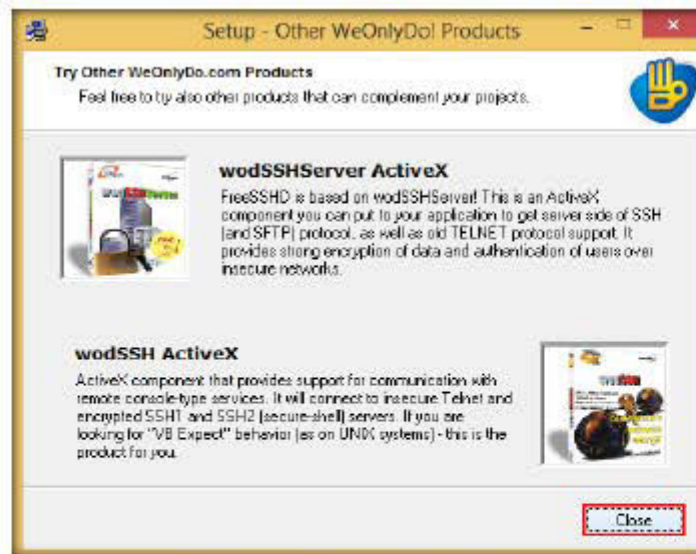 Setup - Other WeOnlyDo! Products
Try Other WeOnlyDo.com Products
Feel free to try also other products that can complement your projects.
wodSSHServer ActiveX
FreeSSHD is based on wodSSHServer! This is an ActiveX
component you can put to your application to get server side of SSH
(and SFTP) protocol, as well as old TELNET protocol support. It
provides strong encryption of data and authentication of users over
insecure networks.
wodSSH ActiveX
ActiveX component that provides support for communication with
remote console-type services. It will connect to insecure Telnet and
encrypted SSH1 and SSH2 (secure-shell) servers. If you are
looking for "VB Expect" behavior (as on UNIX systems) - this is the
product for you.
Close